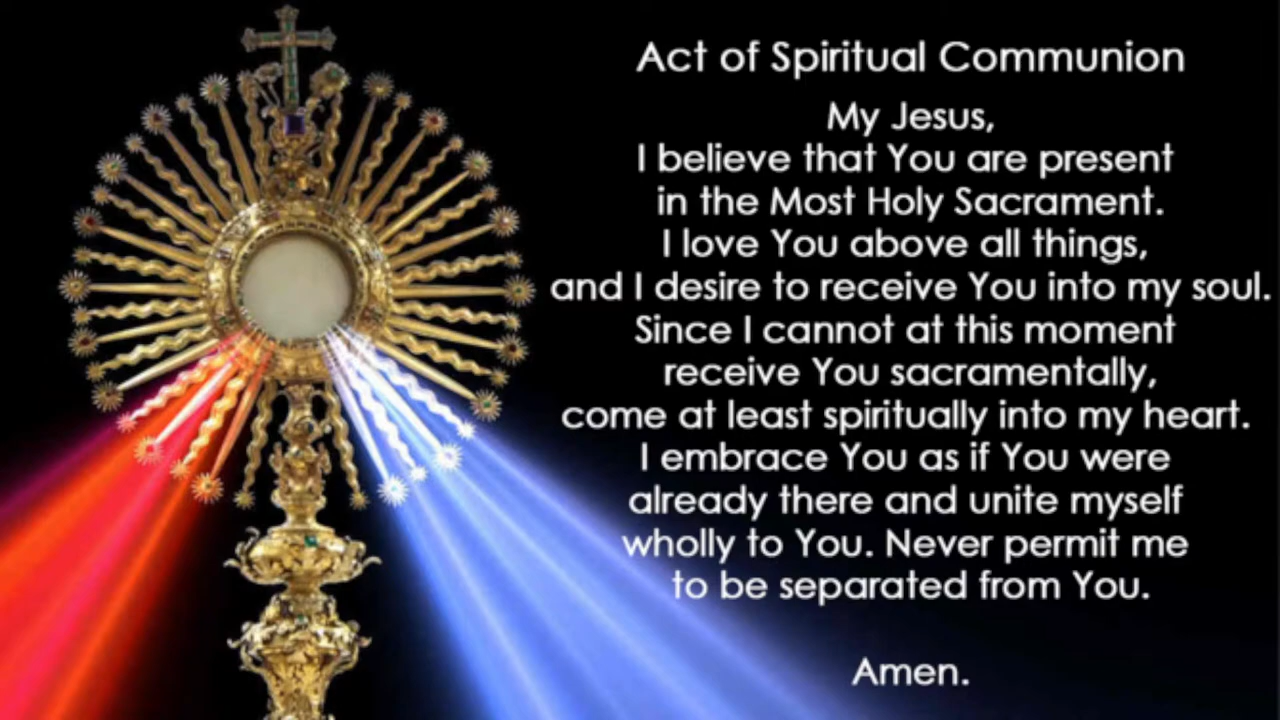 Act of Spiritual Communion
My Jesus,
I believe that You are present
in the Most Holy Sacrament.
I love You above all things,
and I desire to receive You into my soul.
Since I cannot at this moment
receive You sacramentally,
come at least spiritually into my heart.
I embrace You as if You were
already there and unite myself
wholly to You. Never permit me
to be separated from You.
Amen.